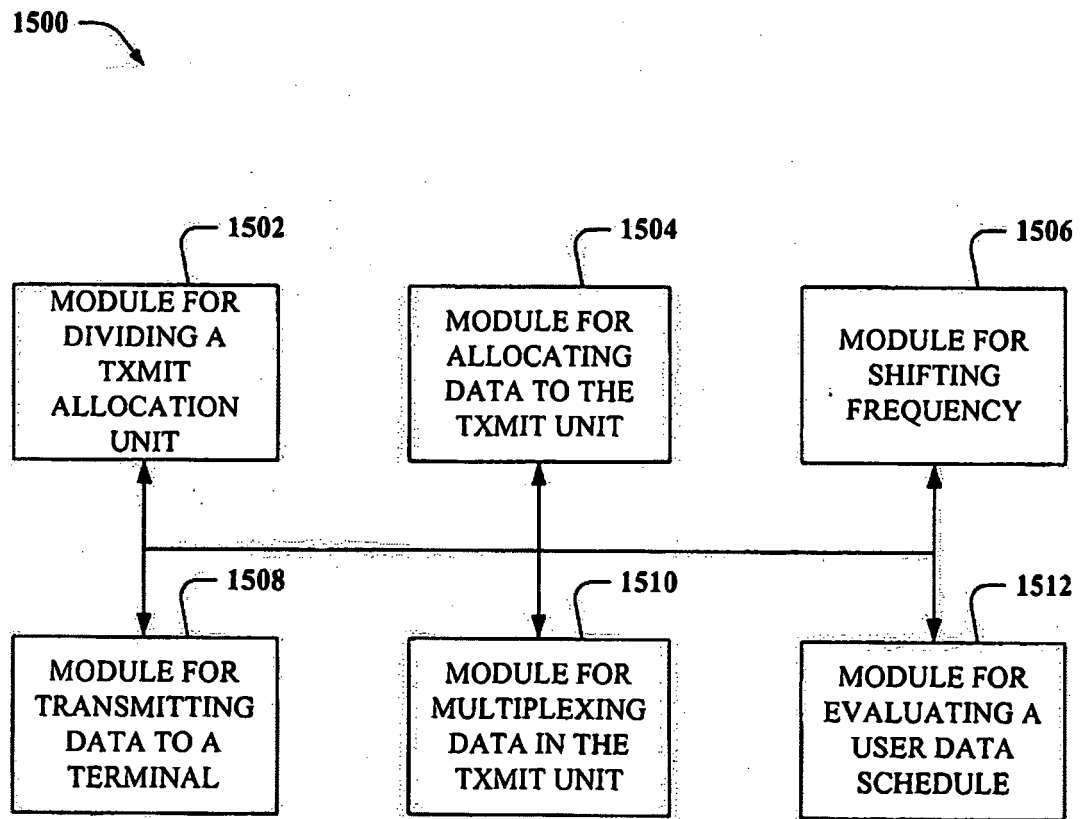 1500
1502
MODULE FOR
DIVIDING A
TXMIT
ALLOCATION
UNIT
1504
MODULE FOR
ALLOCATING
DATA TO THE
TXMIT UNIT
1506
MODULE FOR
SHIFTING
FREQUENCY
1508
MODULE FOR
TRANSMITTING
DATA TO A
TERMINAL
1510
MODULE FOR
MULTIPLEXING
DATA IN THE
TXMIT UNIT
1512
MODULE FOR
EVALUATING A
USER DATA
SCHEDULE